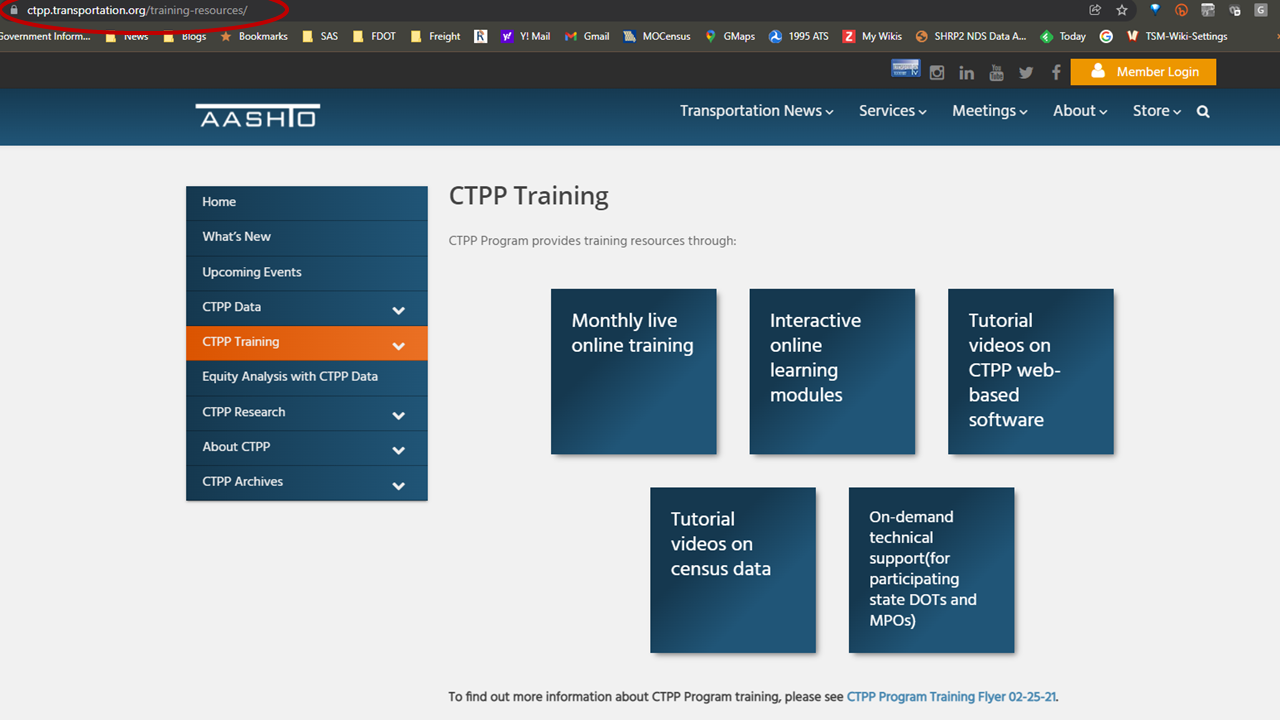 ctpp.transportation.org/training-resources/
Government Inform... News Blogs Bookmarks SAS FDOT Freight Y! Mail Gmail MOCensus GMaps 1995 ATS My Wikis SHRP2 NDS Data A... Today TSM-Wiki-Settings
Member Login
AASHTO
Transportation News Services Meetings About Store
Home
What's New
Upcoming Events
CTPP Data
CTPP Training
Equity Analysis with CTPP Data
CTPP Research
About CTPP
CTPP Archives
CTPP Training
CTPP Program provides training resources through:
Monthly live
online training
Interactive
online
learning
modules
Tutorial
videos on
CTPP web-
based
software
Tutorial
videos on
census data
On-demand
technical
support(for
participating
state DOTs and
MPOs)
To find out more information about CTPP Program training, please see CTPP Program Training Flyer 02-25-21.